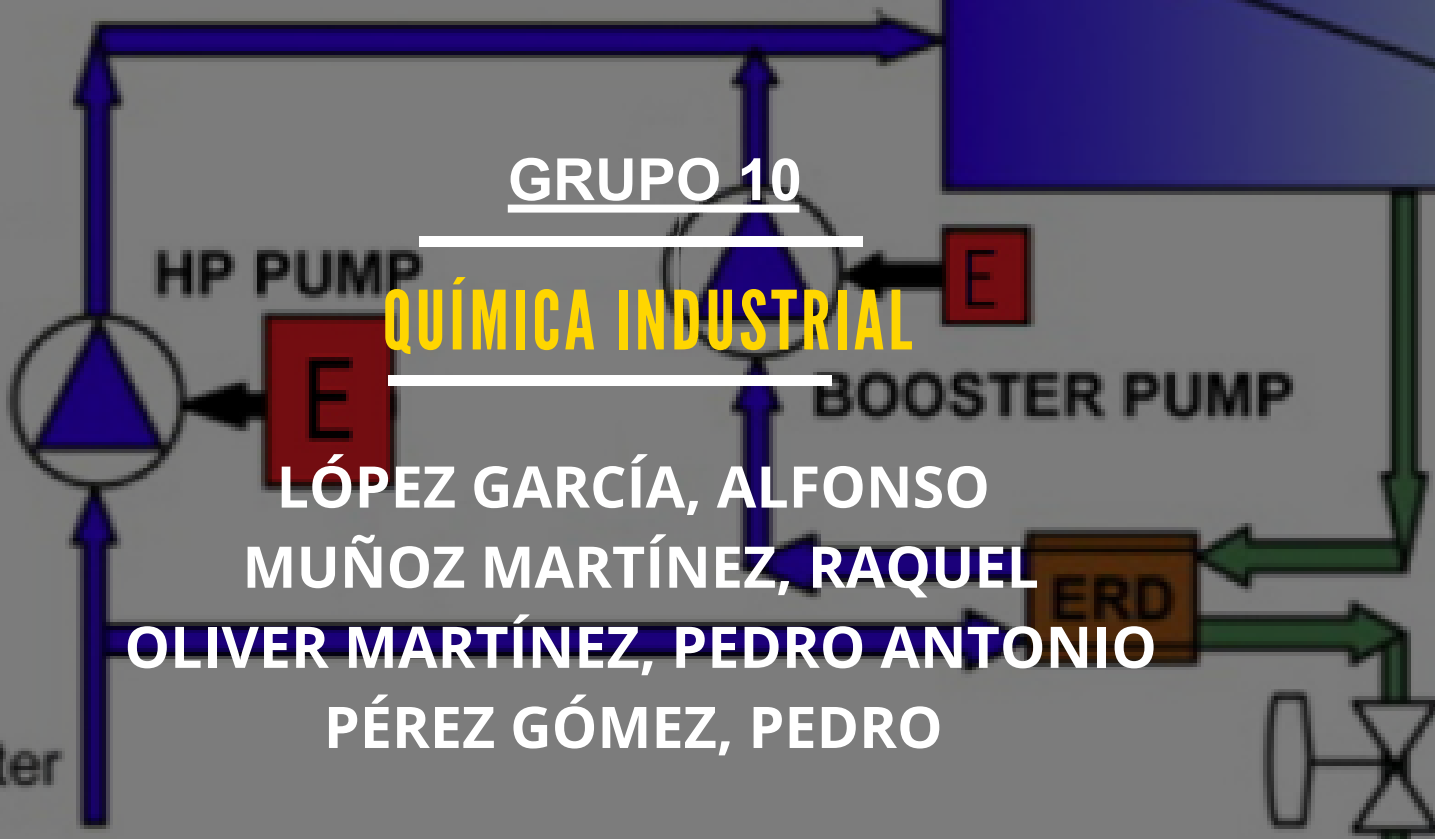 GRUPO 10
HP PUMP
E
QUÍMICA INDUSTRIAL
E
BOOSTER PUMP
LÓPEZ GARCÍA, ALFONSO
MUÑOZ MARTÍNEZ, RAQUEL
ERD
OLIVER MARTÍNEZ, PEDRO ANTONIO
PÉREZ GÓMEZ, PEDRO
ter